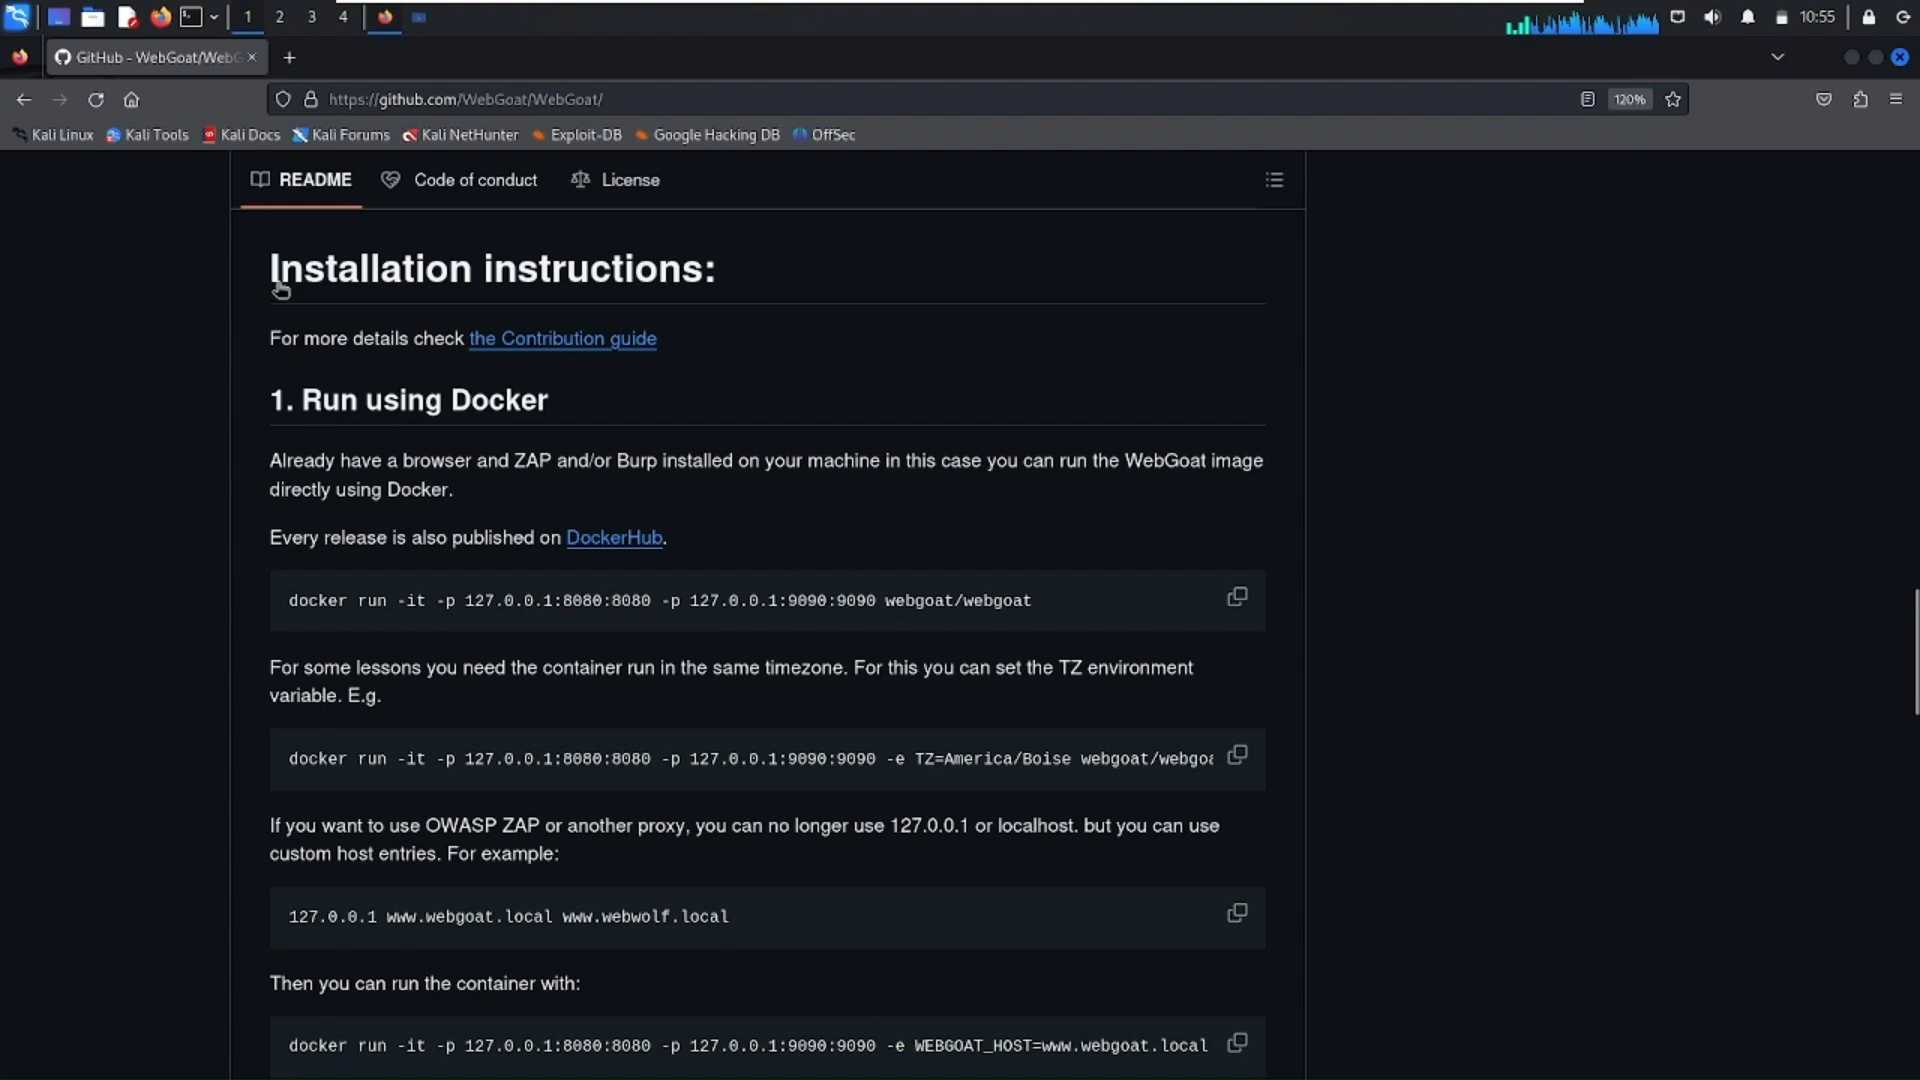 1 2 3 4 10:55
GitHub - WebGoat/WebG
https://github.com/WebGoat/WebGoat/ 120%
Kali Linux Kali Tools Kali Docs Kali Forums Kali NetHunter Exploit-DB Google Hacking DB OffSec
README Code of conduct License
Installation instructions:
For more details check the Contribution guide
1. Run using Docker
Already have a browser and ZAP and/or Burp installed on your machine in this case you can run the WebGoat image
directly using Docker.
Every release is also published on DockerHub.
docker run -it -p 127.0.0.1:8080:8080 -p 127.0.0.1:9090:9090 webgoat/webgoat
For some lessons you need the container run in the same timezone. For this you can set the TZ environment
variable. E.g.
docker run -it -p 127.0.0.1:8080:8080 -p 127.0.0.1:9090:9090 -e TZ=America/Boise webgoat/webgoa
If you want to use OWASP ZAP or another proxy, you can no longer use 127.0.0.1 or localhost. but you can use
custom host entries. For example:
127.0.0.1 www.webgoat.local www.webwolf.local
Then you can run the container with:
docker run -it -p 127.0.0.1:8080:8080 -p 127.0.0.1:9090:9090 -e WEBGOAT_HOST=www.webgoat.local